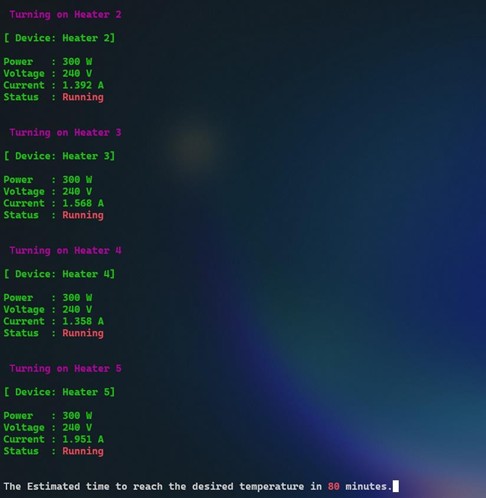 Turning on Heater 2
[ Device: Heater 2]
Power : 300 W
Voltage : 240 V
Current : 1.392 A
Status : Running
Turning on Heater 3
[ Device: Heater 3]
Power : 300 W
Voltage : 240 V
Current : 1.568 A
Status : Running
Turning on Heater 4
[ Device: Heater 4]
Power : 300 W
Voltage : 240 V
Current : 1.358 A
Status : Running
Turning on Heater 5
[ Device: Heater 5]
Power : 300 W
Voltage : 240 V
Current : 1.951 A
Status : Running
The Estimated time to reach the desired temperature in 80 minutes.